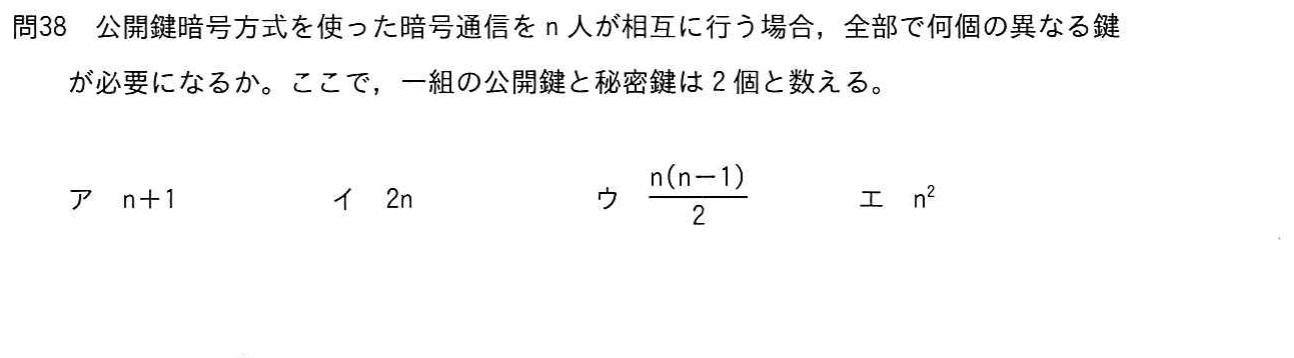 問38 公開鍵暗号方式を使った暗号通信をn人が相互に行う場合，全部で何個の異なる鍵
が必要になるか。ここで，一組の公開鍵と秘密鍵は2個と数える。
ア n＋1 イ 2n ウ n(n－1)/2 エ n²